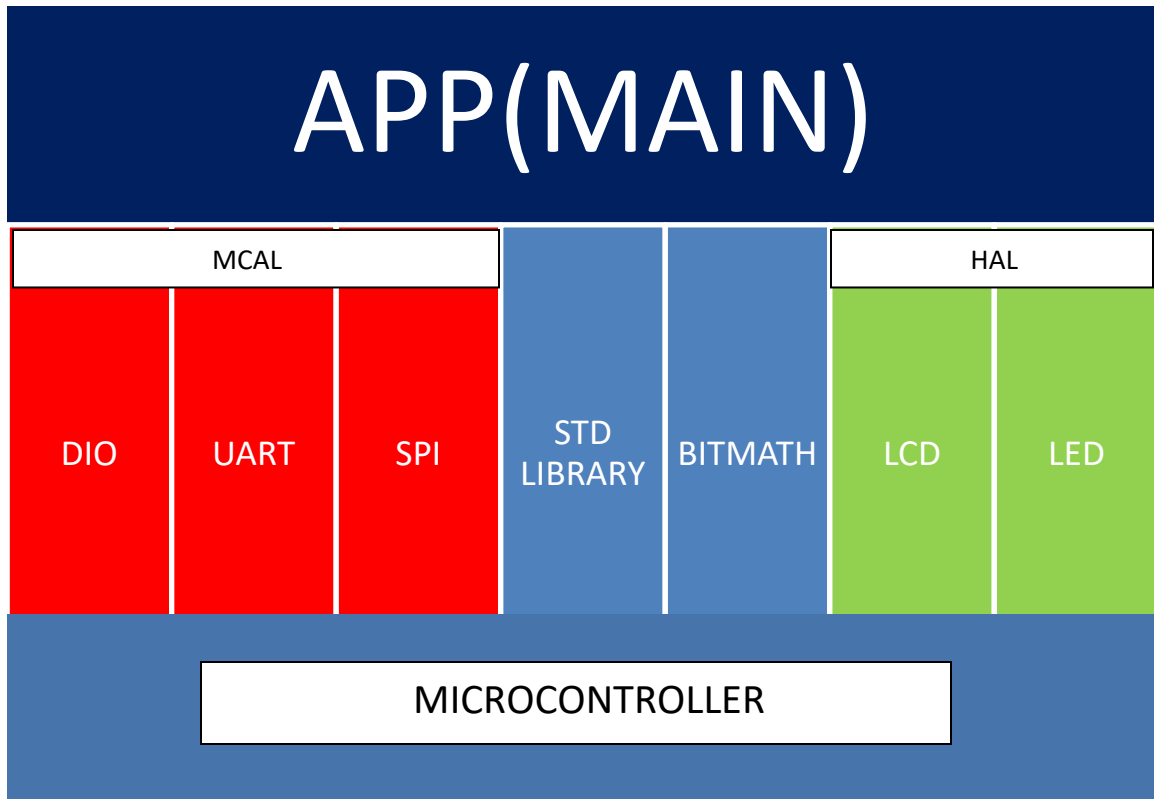 APP(MAIN)
MCAL
HAL
DIO
UART
SPI
STD
LIBRARY
BITMATH
LCD
LED
MICROCONTROLLER